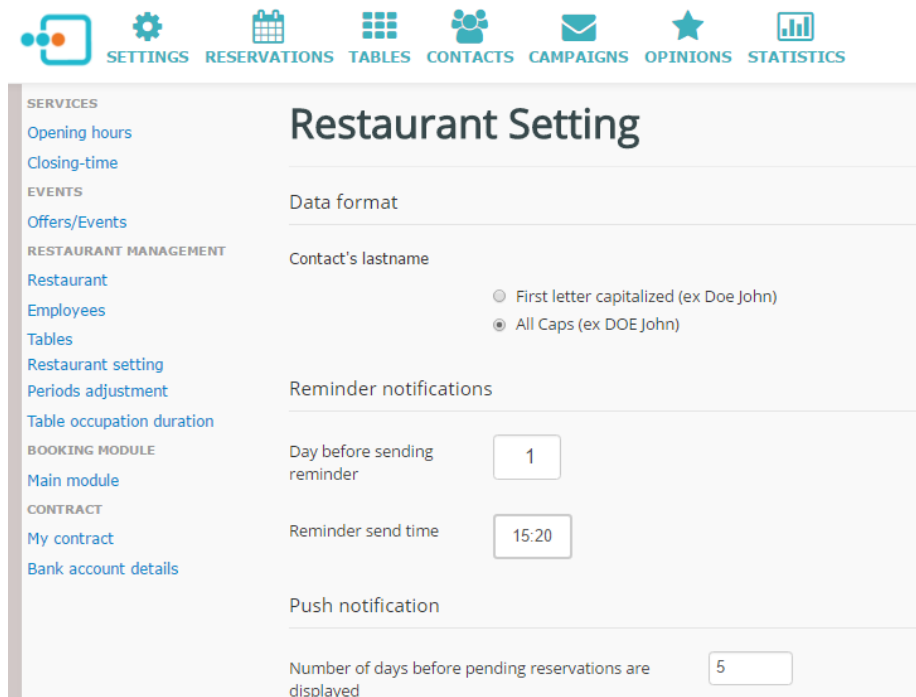 SETTINGS RESERVATIONS TABLES CONTACTS CAMPAIGNS OPINIONS STATISTICS
SERVICES
Opening hours
Closing-time
EVENTS
Offers/Events
RESTAURANT MANAGEMENT
Restaurant
Employees
Tables
Restaurant setting
Periods adjustment
Table occupation duration
BOOKING MODULE
Main module
CONTRACT
My contract
Bank account details
Restaurant Setting
Data format
Contact's lastname
First letter capitalized (ex Doe John)
All Caps (ex DOE John)
Reminder notifications
Day before sending
reminder
1
Reminder send time
15:20
Push notification
Number of days before pending reservations are
displayed
5